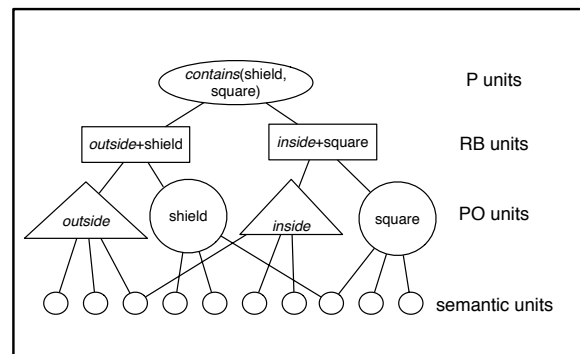 contains(shield,
square)
P units
outside+shield
inside+square
RB units
outside
shield
inside
square
PO units
semantic units